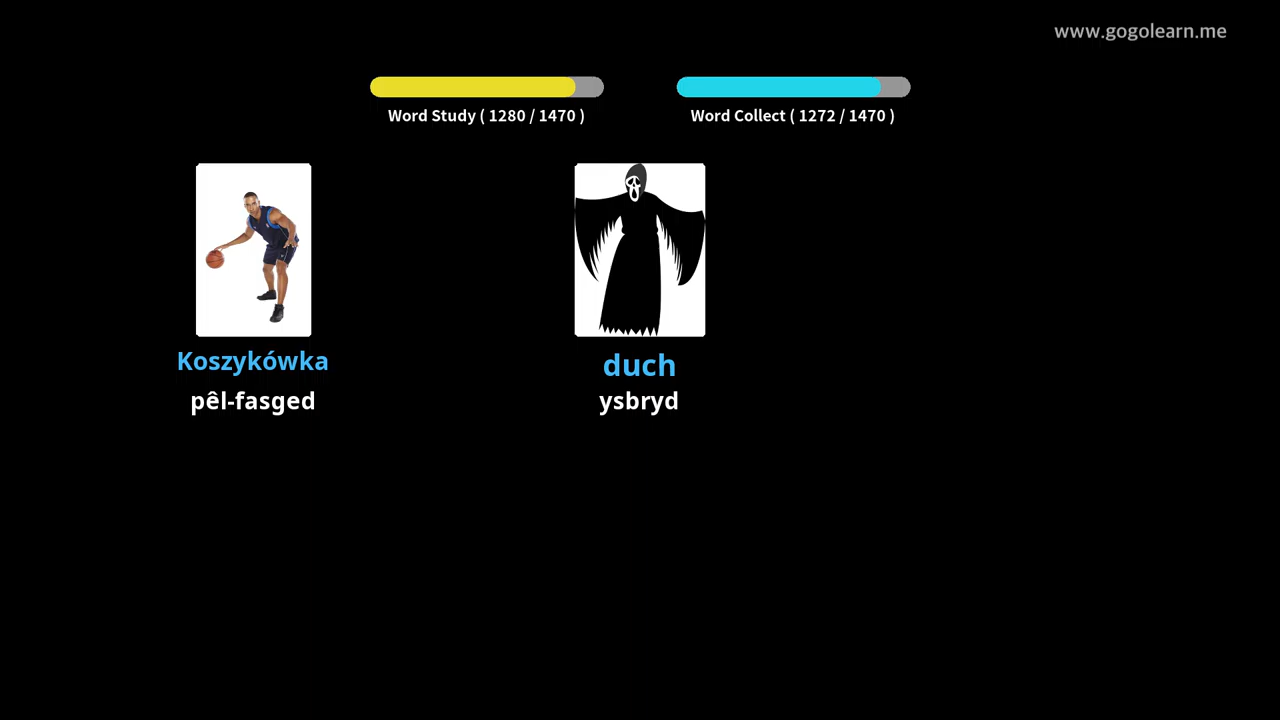 www.gogolearn.me
Word Study ( 1280 / 1470 )
Word Collect ( 1272 / 1470 )
Koszykówka
pêl-fasged
duch
ysbryd